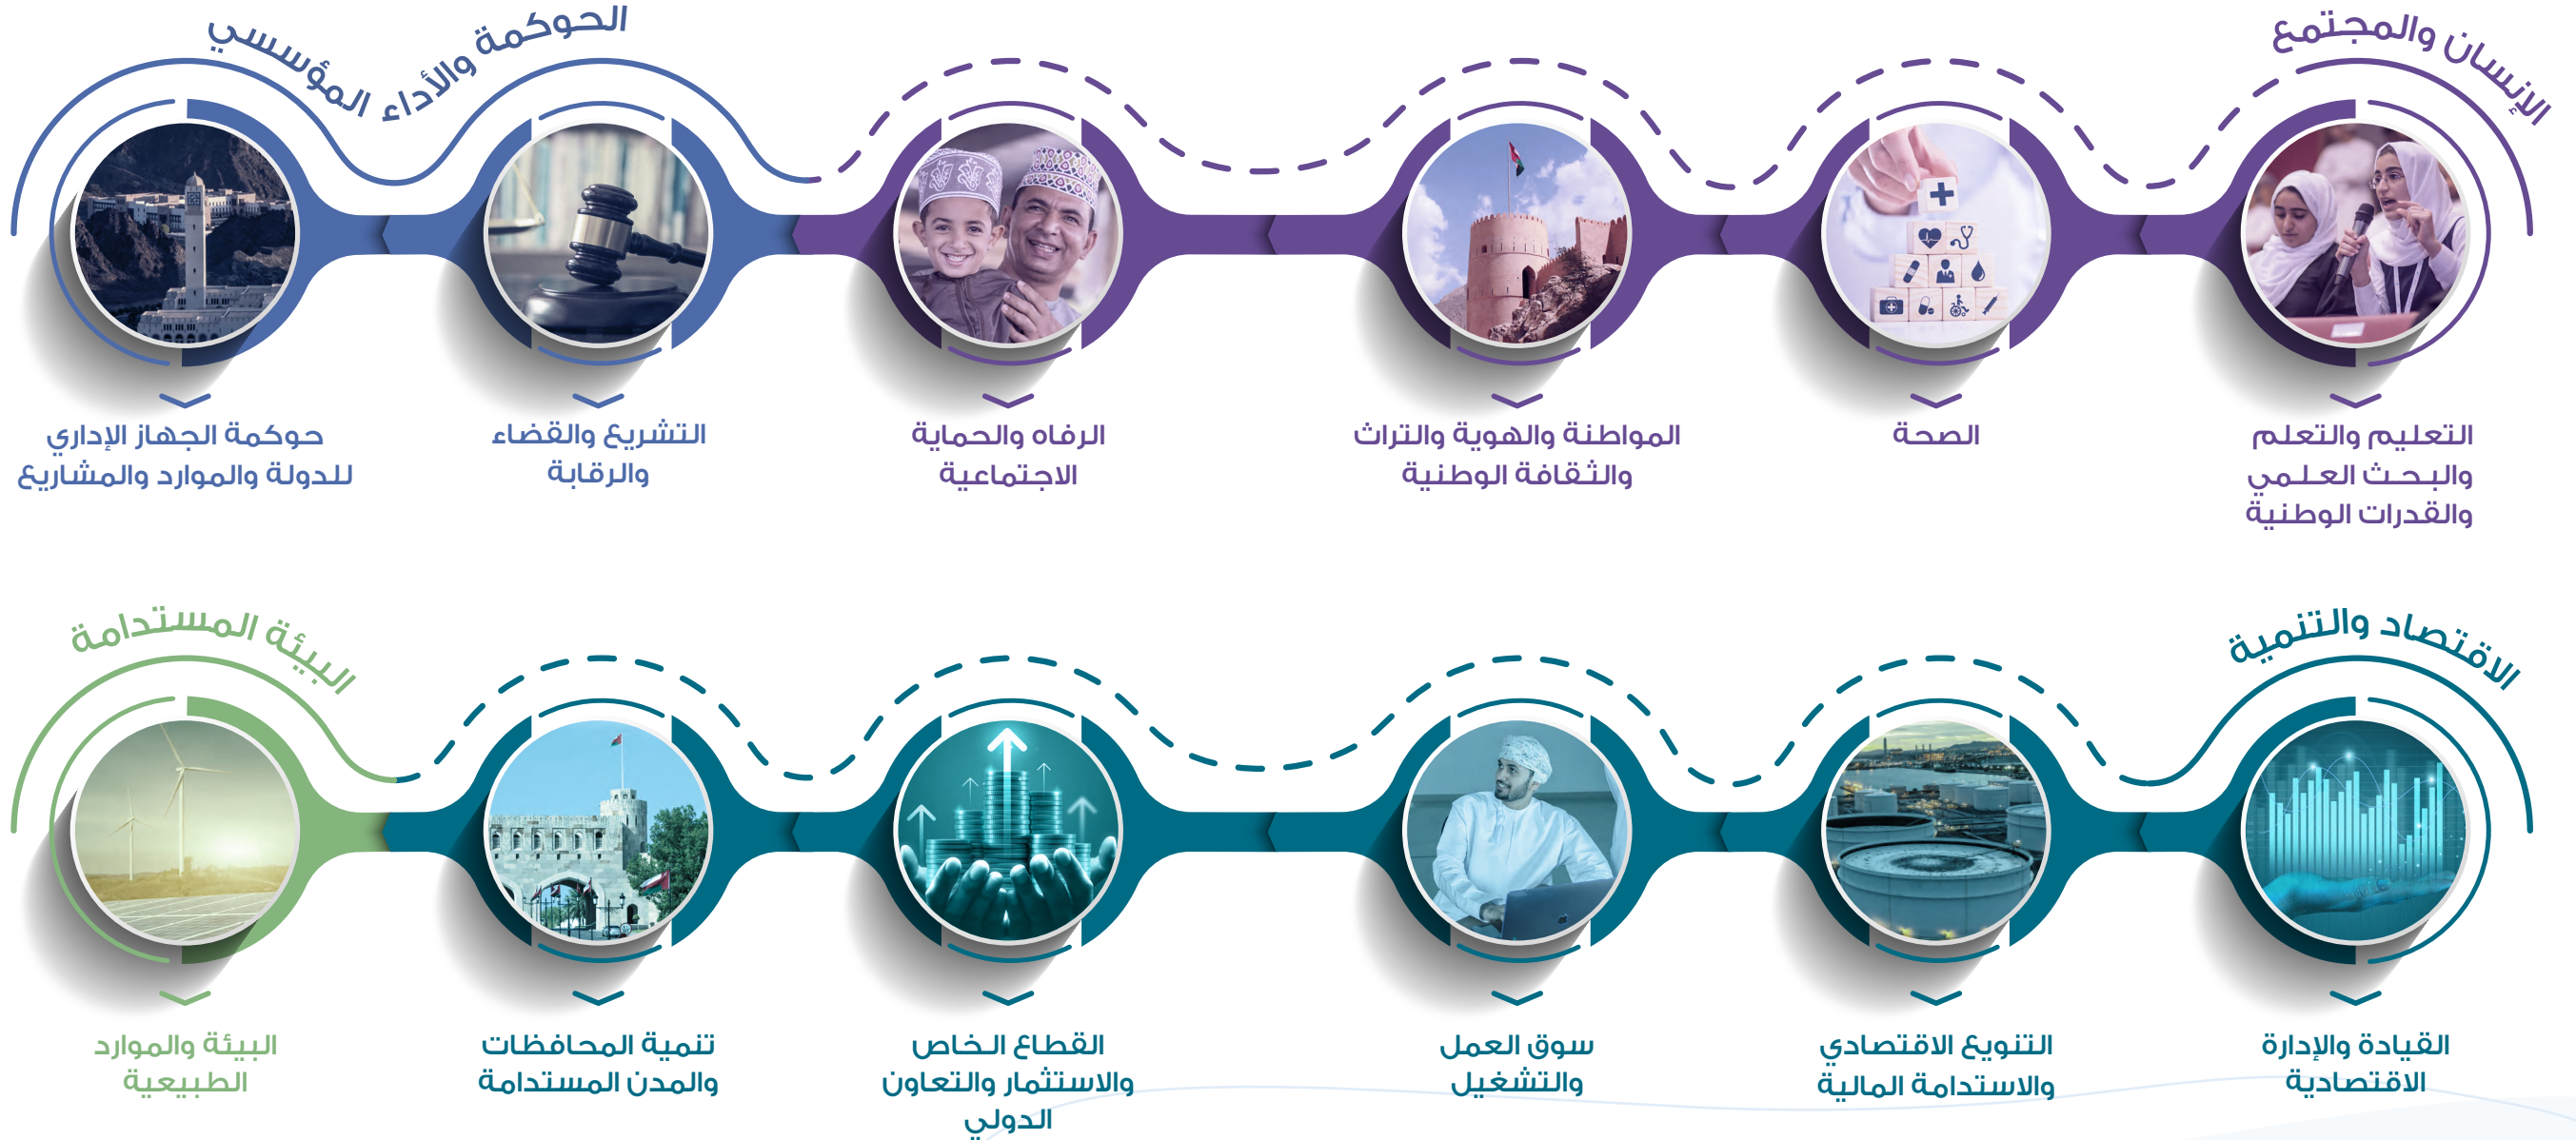 الإنسان والمجتمع
التعليم والتعلم
والبحث العلمي
والقدرات الوطنية
الصحة
المواطنة والهوية والتراث
والثقافة الوطنية
الرفاه والحماية
الاجتماعية
الحوكمة والأداء المؤسسي
التشريع والقضاء
والرقابة
حوكمة الجهاز الإداري
للدولة والموارد والمشاريع
الاقتصاد والتنمية
القيادة والإدارة
الاقتصادية
التنويع الاقتصادي
والاستدامة المالية
سوق العمل
والتشغيل
القطاع الخاص
والاستثمار والتعاون
الدولي
تنمية المحافظات
والمدن المستدامة
البيئة المستدامة
البيئة والموارد
الطبيعية